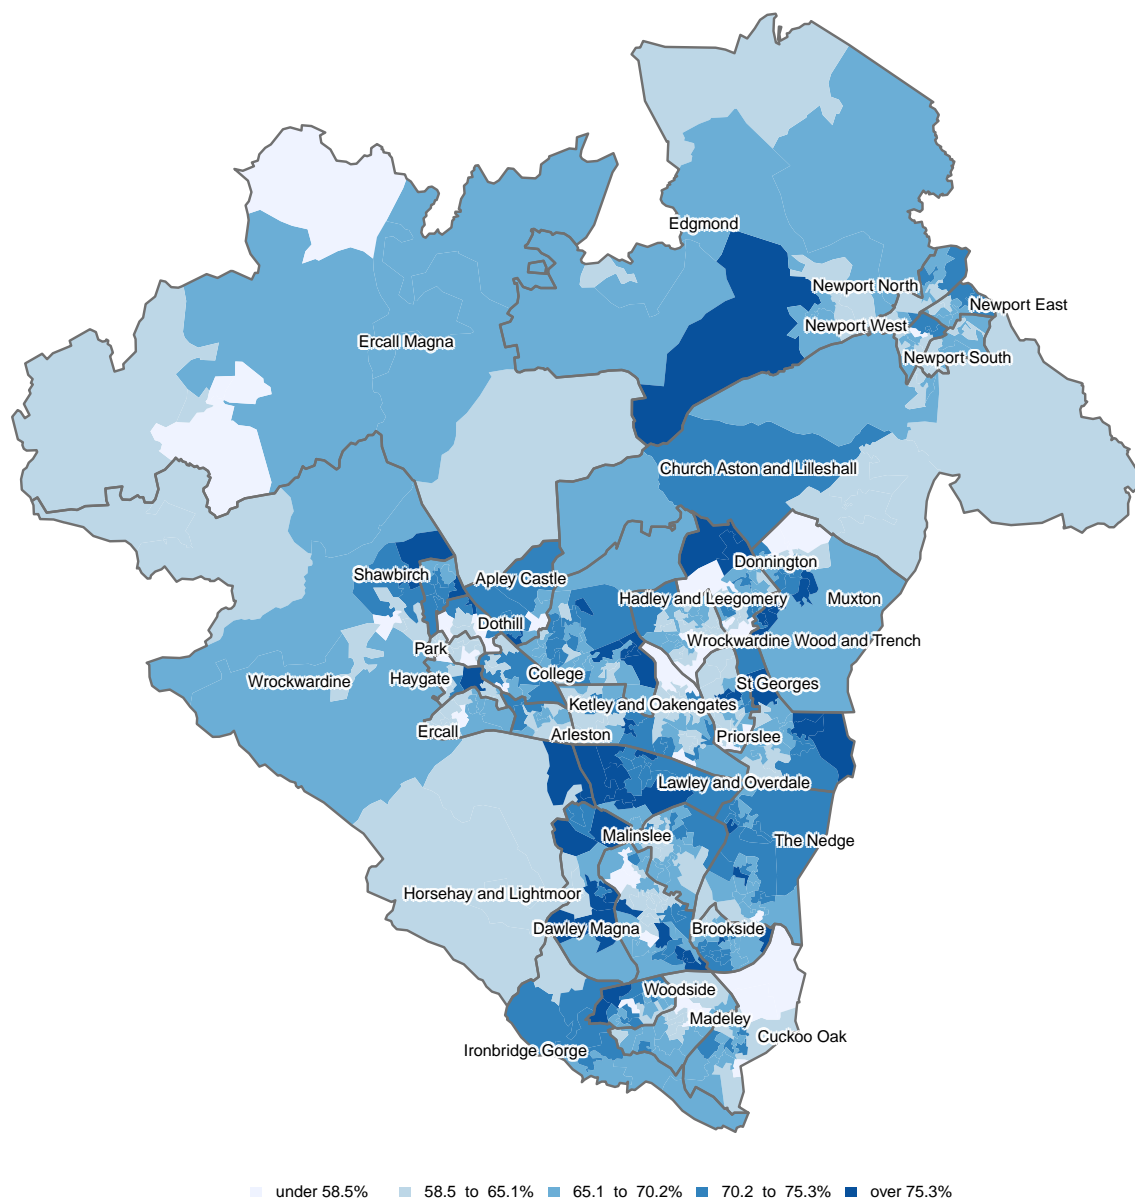 Edgmond
Newport North
Newport East
Newport West
Ercall Magna
Newport South
Church Aston and Lilleshall
Donnington
Shawbirch
Apley Castle
Hadley and Leegomery
Muxton
Dothill
Wrockwardine Wood and Trench
Park
College
Haygate
Wrockwardine
St Georges
Ketley and Oakengates
Ercall
Arleston
Priorslee
Lawley and Overdale
Malinslee
The Nedge
Horsehay and Lightmoor
Dawley Magna
Brookside
Woodside
Madeley
Cuckoo Oak
Ironbridge Gorge
under 58.5% 58.5 to 65.1% 65.1 to 70.2% 70.2 to 75.3% over 75.3%